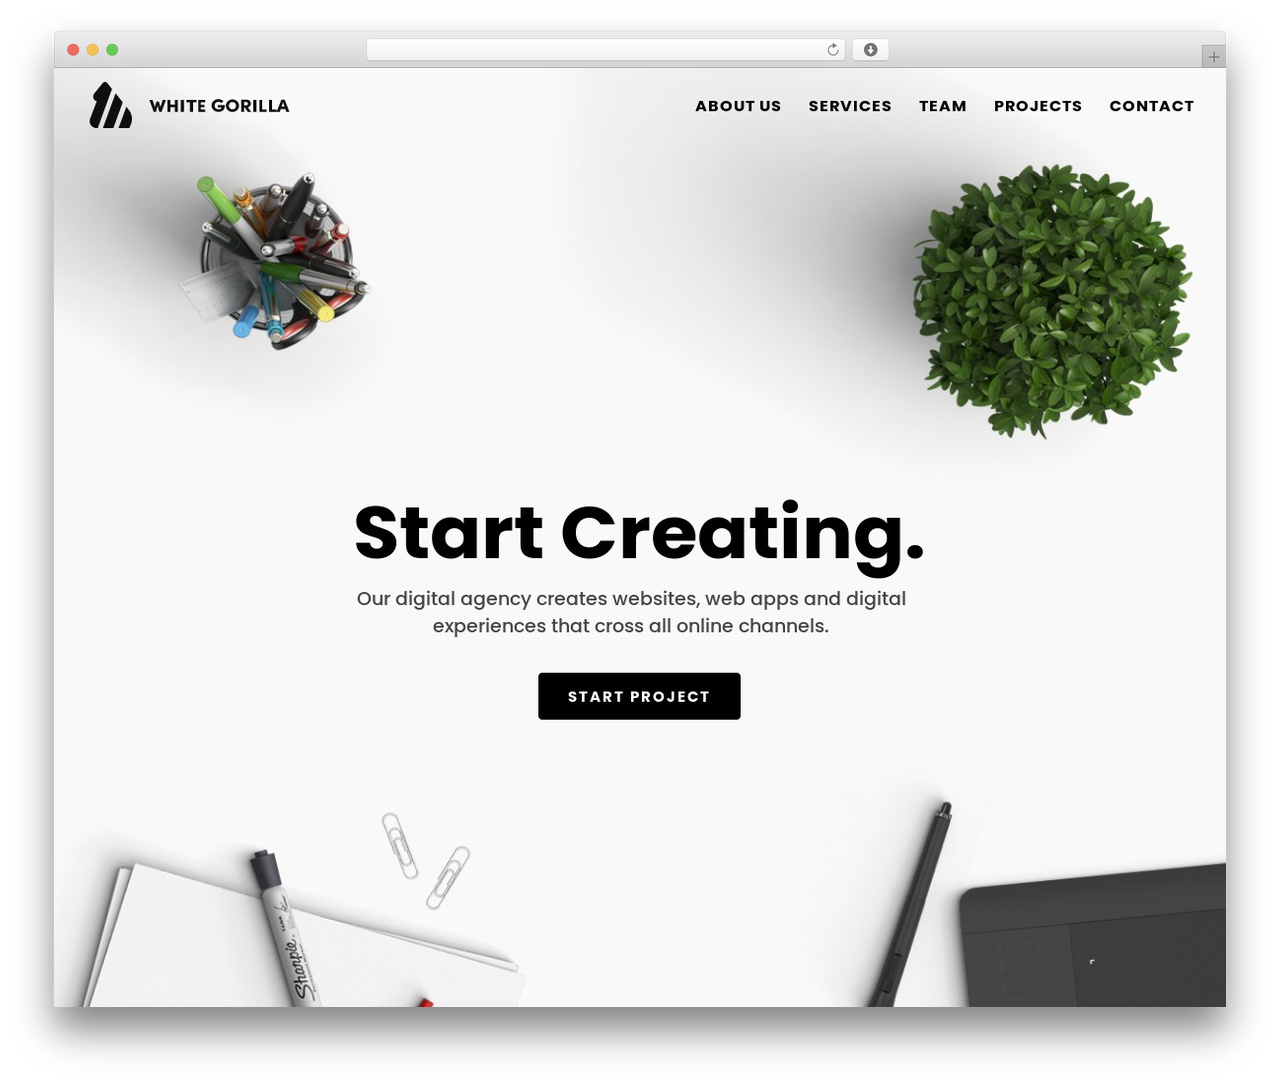 WHITE GORILLA
ABOUT US SERVICES TEAM PROJECTS CONTACT
Start Creating.
Our digital agency creates websites, web apps and digital
experiences that cross all online channels.
START PROJECT
Sharpie